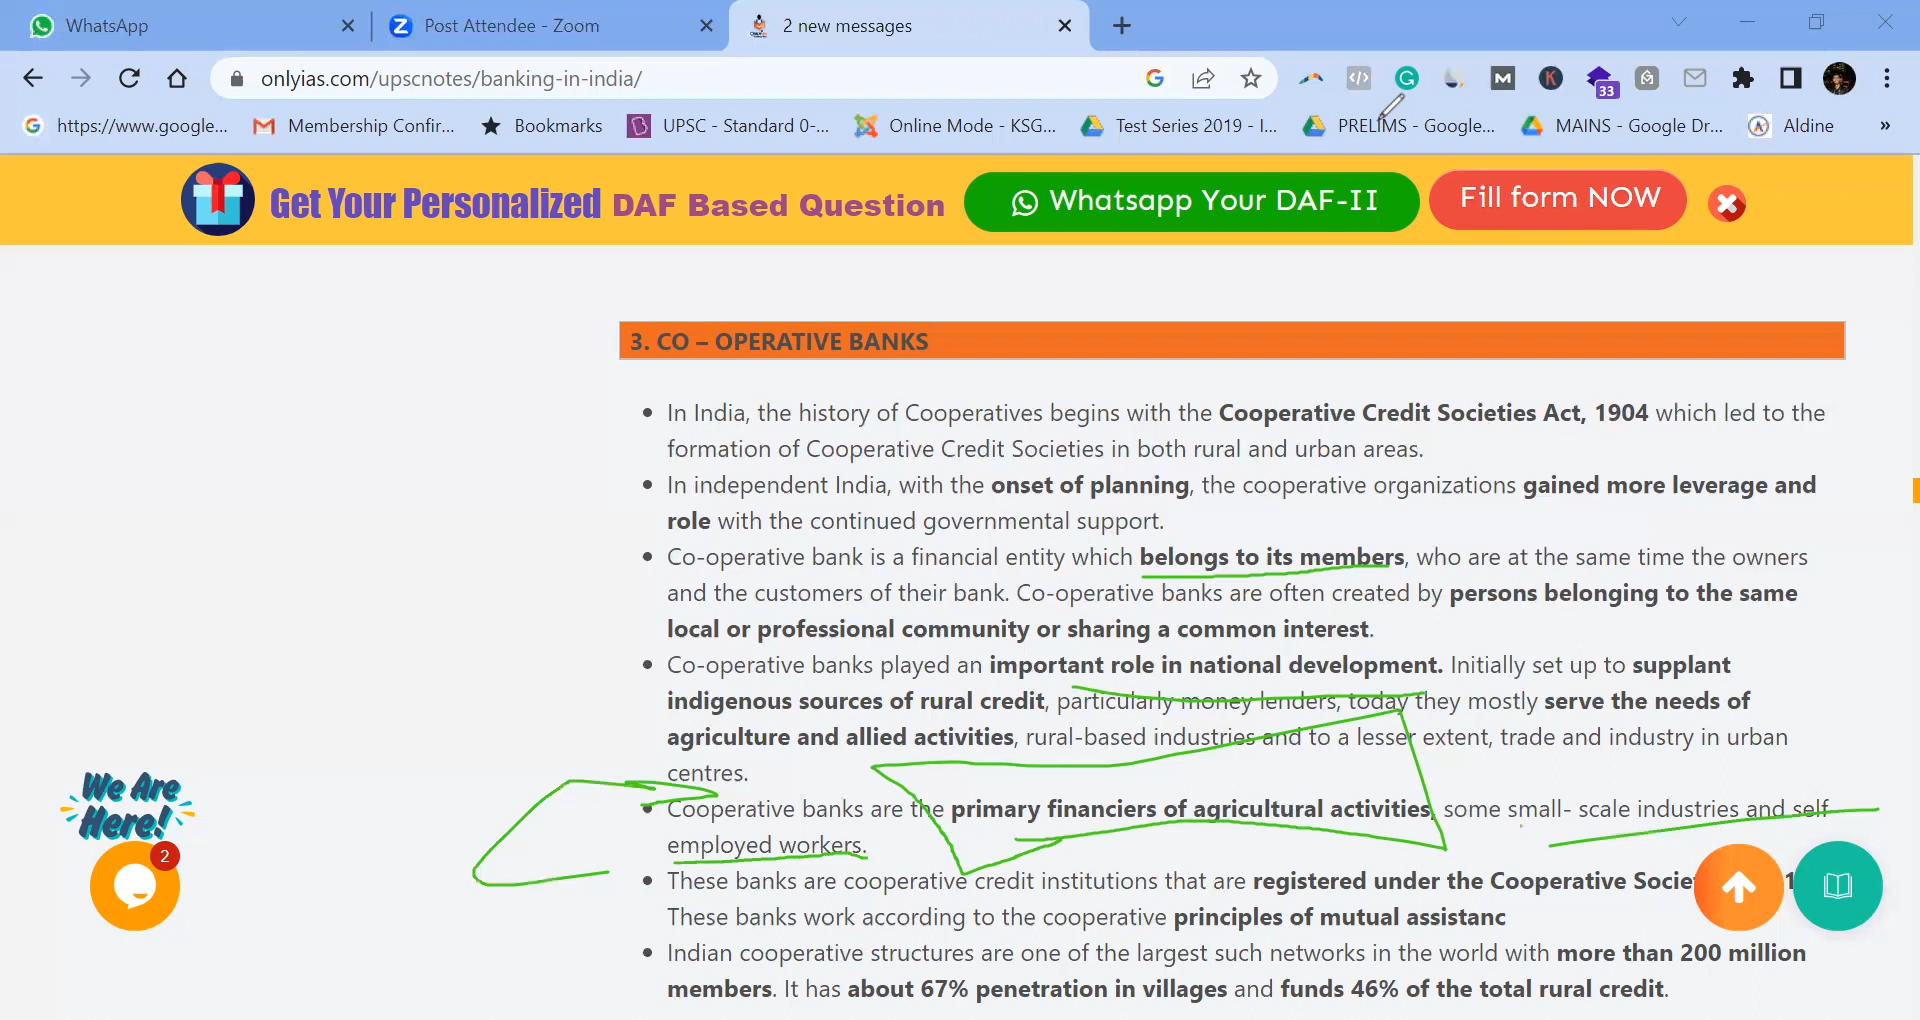 WhatsApp
Post Attendee - Zoom
2 new messages
onlyias.com/upscnotes/banking-in-india/
33
https://www.google...
Membership Confir...
Bookmarks
UPSC - Standard 0-...
Online Mode - KSG...
Test Series 2019 - I...
PRELIMS - Google...
MAINS - Google Dr...
Aldine
»
Get Your Personalized DAF Based Question
Whatsapp Your DAF-II
Fill form NOW
3. CO – OPERATIVE BANKS
In India, the history of Cooperatives begins with the Cooperative Credit Societies Act, 1904 which led to the
formation of Cooperative Credit Societies in both rural and urban areas.
In independent India, with the onset of planning, the cooperative organizations gained more leverage and
role with the continued governmental support.
Co-operative bank is a financial entity which belongs to its members, who are at the same time the owners
and the customers of their bank. Co-operative banks are often created by persons belonging to the same
local or professional community or sharing a common interest.
Co-operative banks played an important role in national development. Initially set up to supplant
indigenous sources of rural credit, particularly money lenders, today they mostly serve the needs of
agriculture and allied activities, rural-based industries and to a lesser extent, trade and industry in urban
centres.
Cooperative banks are the primary financiers of agricultural activities, some small- scale industries and self
employed workers.
These banks are cooperative credit institutions that are registered under the Cooperative
These banks work according to the cooperative principles of mutual assistanc
Indian cooperative structures are one of the largest such networks in the world with more than 200 million
members. It has about 67% penetration in villages and funds 46% of the total rural credit.
We Are
Here!
2